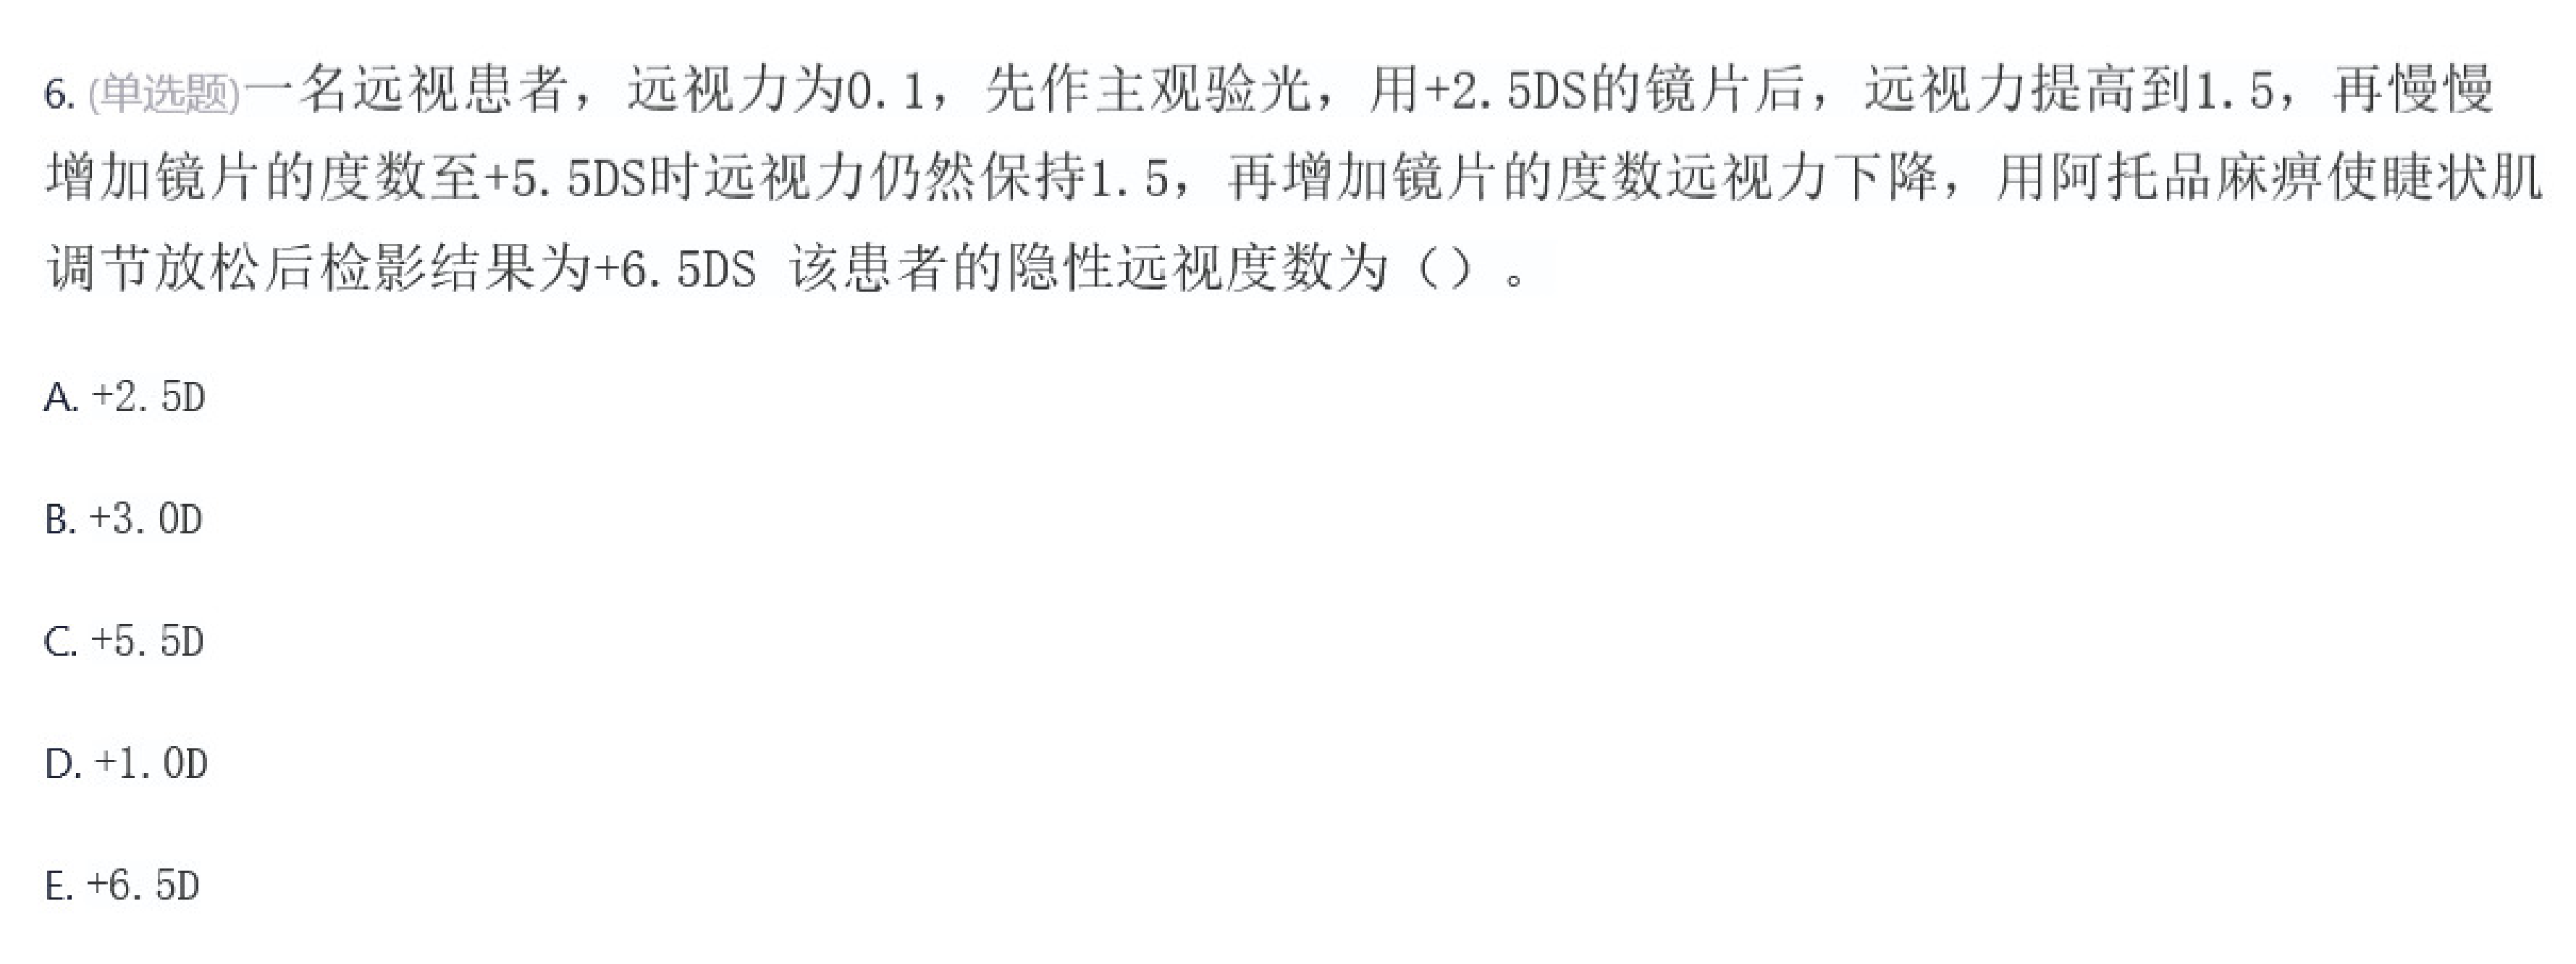 6. (单选题)一名远视患者，远视力为0.1，先作主观验光，用+2.5DS的镜片后，远视力提高到1.5，再慢慢
增加镜片的度数至+5.5DS时远视力仍然保持1.5，再增加镜片的度数远视力下降，用阿托品麻痹使睫状肌
调节放松后检影结果为+6.5DS 该患者的隐性远视度数为（）。
A. +2.5D
B. +3.0D
C. +5.5D
D. +1.0D
E. +6.5D